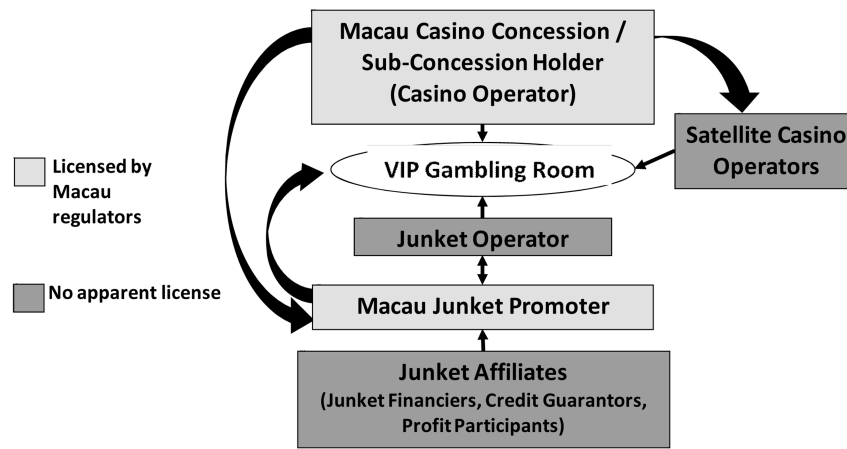 Macau Casino Concession /
Sub-Concession Holder
(Casino Operator)
Satellite Casino
Operators
Licensed by
Macau
regulators
VIP Gambling Room
Junket Operator
No apparent license
Macau Junket Promoter
Junket Affiliates
(Junket Financiers, Credit Guarantors,
Profit Participants)